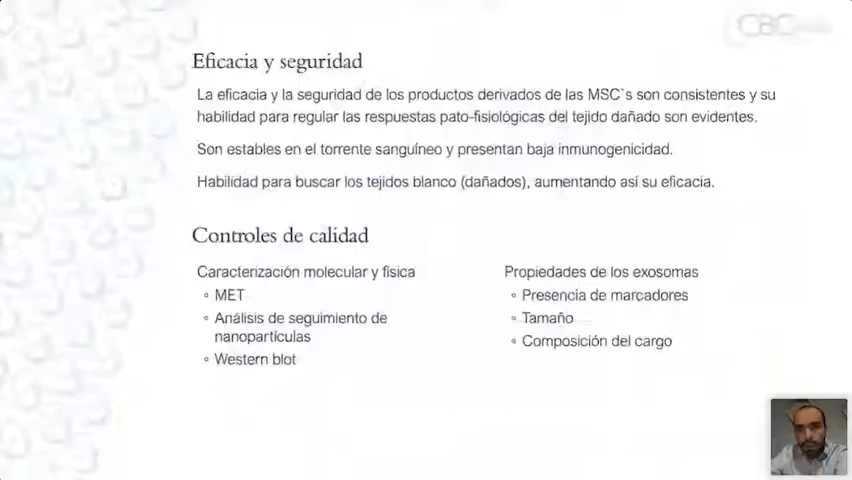 CBC
Eficacia y seguridad
La eficacia y la seguridad de los productos derivados de las MSC`s son consistentes y su
habilidad para regular las respuestas pato-fisiológicas del tejido dañado son evidentes.
Son estables en el torrente sanguíneo y presentan baja inmunogenicidad.
Habilidad para buscar los tejidos blanco (dañados), aumentando así su eficacia.
Controles de calidad
Caracterización molecular y física
MET
Análisis de seguimiento de
nanopartículas
Western blot
Propiedades de los exosomas
Presencia de marcadores
Tamaño
Composición del cargo